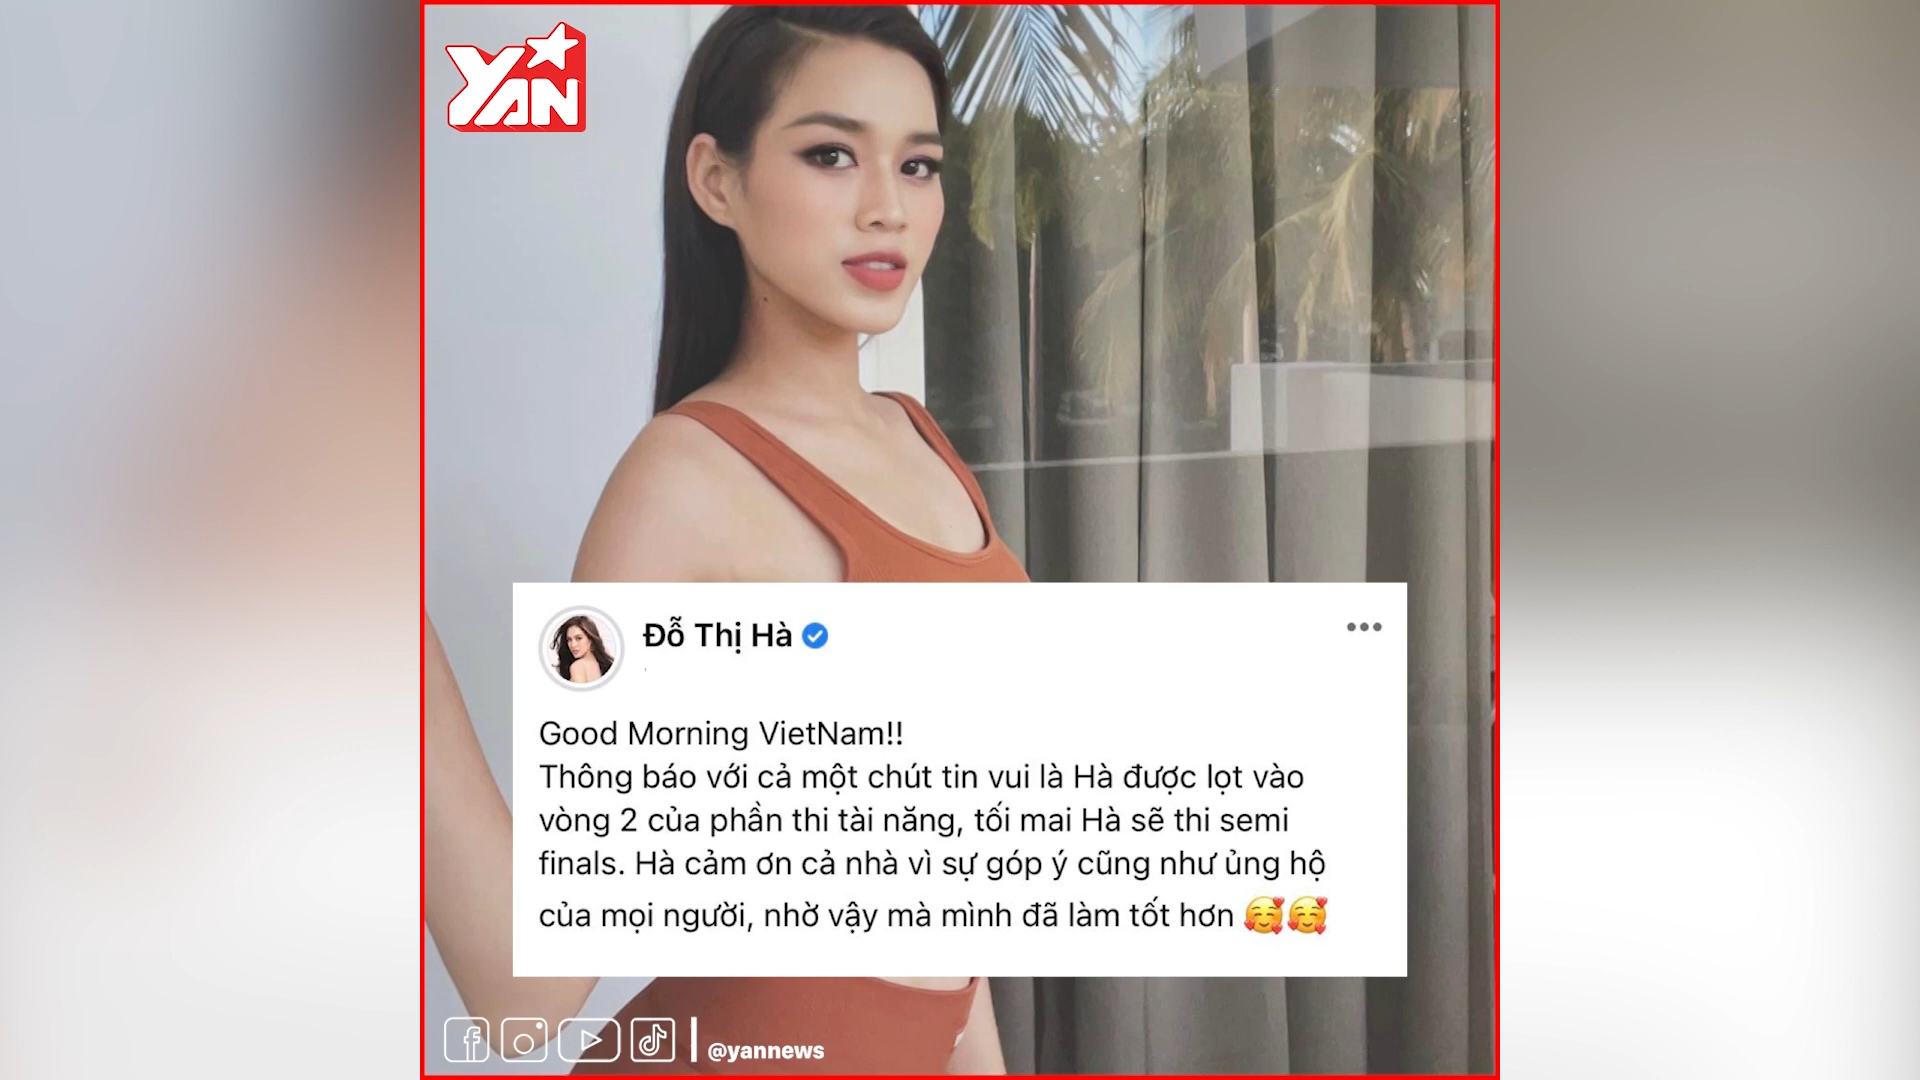 YAN
Đỗ Thị Hà
Good Morning VietNam!!
Thông báo với cả một chút tin vui là Hà được lọt vào
vòng 2 của phần thi tài năng, tối mai Hà sẽ thi semi
finals. Hà cảm ơn cả nhà vì sự góp ý cũng như ủng hộ
của mọi người, nhờ vậy mà mình đã làm tốt hơn 🥰🥰
@yannews